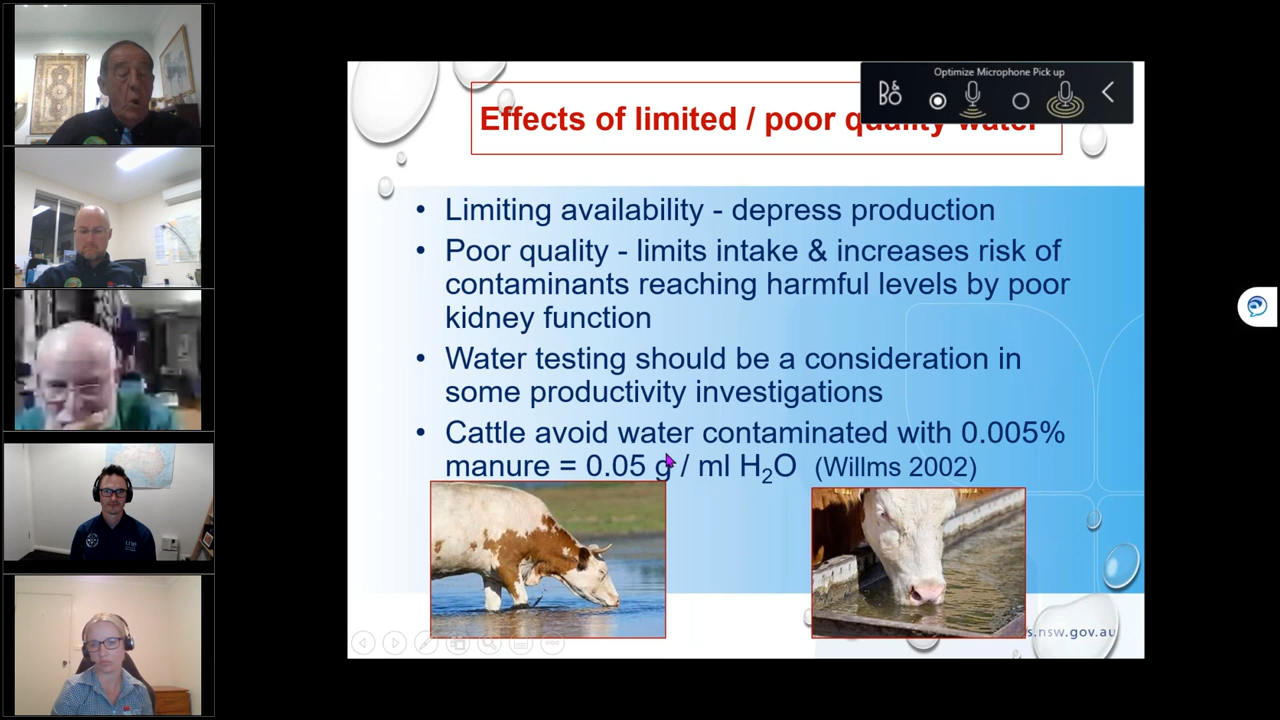 Optimize Microphone Pick up
B&O
Effects of limited / poor quality water
• Limiting availability - depress production
• Poor quality - limits intake & increases risk of
contaminants reaching harmful levels by poor
kidney function
• Water testing should be a consideration in
some productivity investigations
• Cattle avoid water contaminated with 0.005%
manure = 0.05 g / ml H₂O (Willms 2002)
s.nsw.gov.au